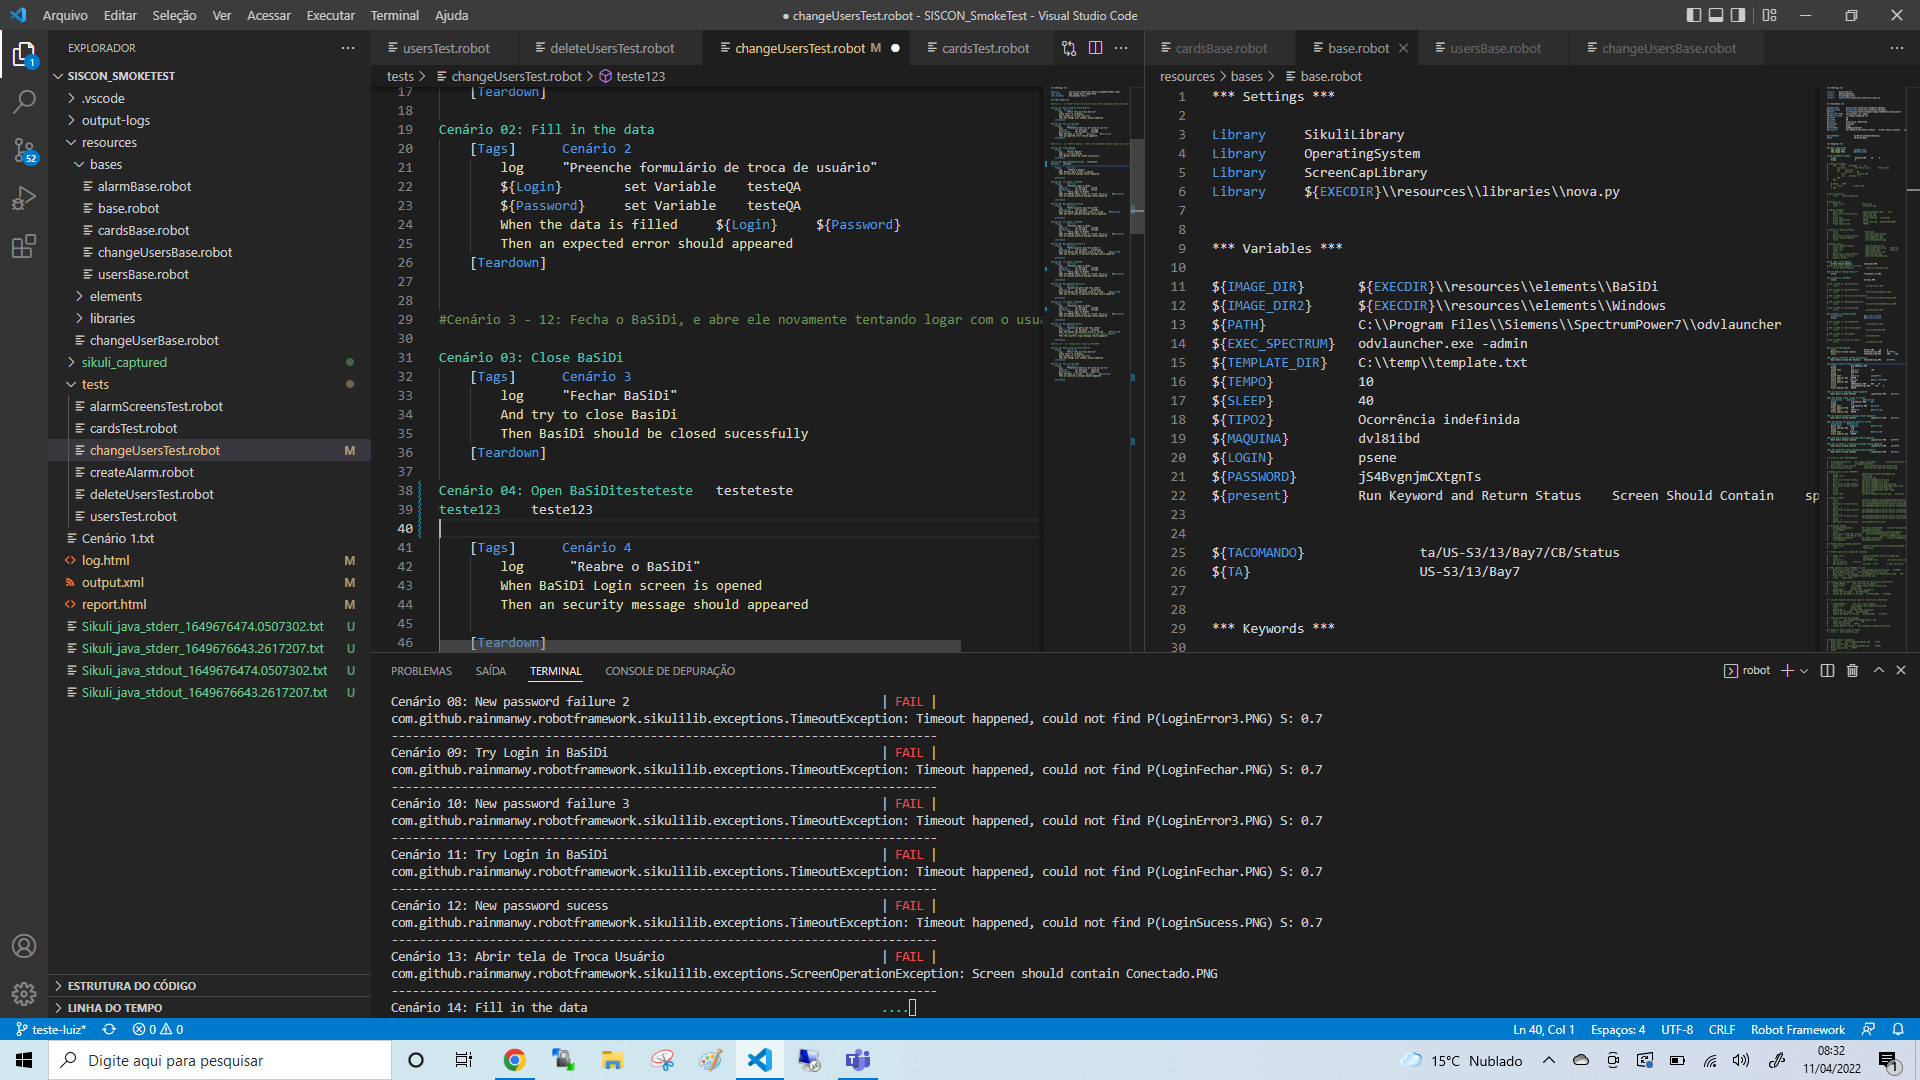 Arquivo Editar Seleção Ver Acessar Executar Terminal Ajuda
● changeUsersTest.robot - SISCON_SmokeTest - Visual Studio Code
EXPLORADOR
SISCON_SMOKETEST
.vscode
output-logs
resources
bases
alarmBase.robot
base.robot
cardsBase.robot
changeUsersBase.robot
usersBase.robot
elements
libraries
changeUserBase.robot
sikuli_captured
tests
alarmScreensTest.robot
cardsTest.robot
changeUsersTest.robot M
createAlarm.robot
deleteUsersTest.robot
usersTest.robot
Cenário 1.txt
log.html M
output.xml M
report.html M
Sikuli_java_stderr_1649676474.0507302.txt U
Sikuli_java_stderr_1649676643.2617207.txt U
Sikuli_java_stdout_1649676474.0507302.txt U
Sikuli_java_stdout_1649676643.2617207.txt U
ESTRUTURA DO CÓDIGO
LINHA DO TEMPO
1
52
usersTest.robot deleteUsersTest.robot changeUsersTest.robot M cardsTest.robot
tests > changeUsersTest.robot > teste123
17 [Teardown]
18
19 Cenário 02: Fill in the data
20 [Tags] Cenário 2
21 log "Preenche formulário de troca de usuário"
22 ${Login} set Variable testeQA
23 ${Password} set Variable testeQA
24 When the data is filled ${Login} ${Password}
25 Then an expected error should appeared
26 [Teardown]
27
28
29 #Cenário 3 - 12: Fecha o BaSiDi, e abre ele novamente tentando logar com o usuá
30
31 Cenário 03: Close BaSiDi
32 [Tags] Cenário 3
33 log "Fechar BaSiDi"
34 And try to close BasiDi
35 Then BasiDi should be closed sucessfully
36 [Teardown]
37
38 Cenário 04: Open BaSiDitesteteste testeteste
39 teste123 teste123
40
41 [Tags] Cenário 4
42 log "Reabre o BaSiDi"
43 When BaSiDi Login screen is opened
44 Then an security message should appeared
45
46 [Teardown]
cardsBase.robot base.robot usersBase.robot changeUsersBase.robot
resources > bases > base.robot
1 *** Settings ***
2
3 Library SikuliLibrary
4 Library OperatingSystem
5 Library ScreenCapLibrary
6 Library ${EXECDIR}\\resources\\libraries\\nova.py
7
8
9 *** Variables ***
10
11 ${IMAGE_DIR} ${EXECDIR}\\resources\\elements\\BaSiDi
12 ${IMAGE_DIR2} ${EXECDIR}\\resources\\elements\\Windows
13 ${PATH} C:\\Program Files\\Siemens\\SpectrumPower7\\odvlauncher
14 ${EXEC_SPECTRUM} odvlauncher.exe -admin
15 ${TEMPLATE_DIR} C:\\temp\\template.txt
16 ${TEMPO} 10
17 ${SLEEP} 40
18 ${TIPO2} Ocorrência indefinida
19 ${MAQUINA} dvl81ibd
20 ${LOGIN} psene
21 ${PASSWORD} jS4BvgnjmCXtgnTs
22 ${present} Run Keyword and Return Status Screen Should Contain sp
23
24
25 ${TACOMANDO} ta/US-S3/13/Bay7/CB/Status
26 ${TA} US-S3/13/Bay7
27
28
29 *** Keywords ***
30
PROBLEMAS SAÍDA TERMINAL CONSOLE DE DEPURAÇÃO
robot
Cenário 08: New password failure 2 | FAIL |
com.github.rainmanwy.robotframework.sikulilib.exceptions.TimeoutException: Timeout happened, could not find P(LoginError3.PNG) S: 0.7
------------------------------------------------------------------------------
Cenário 09: Try Login in BaSiDi | FAIL |
com.github.rainmanwy.robotframework.sikulilib.exceptions.TimeoutException: Timeout happened, could not find P(LoginFechar.PNG) S: 0.7
------------------------------------------------------------------------------
Cenário 10: New password failure 3 | FAIL |
com.github.rainmanwy.robotframework.sikulilib.exceptions.TimeoutException: Timeout happened, could not find P(LoginError3.PNG) S: 0.7
------------------------------------------------------------------------------
Cenário 11: Try Login in BaSiDi | FAIL |
com.github.rainmanwy.robotframework.sikulilib.exceptions.TimeoutException: Timeout happened, could not find P(LoginFechar.PNG) S: 0.7
------------------------------------------------------------------------------
Cenário 12: New password sucess | FAIL |
com.github.rainmanwy.robotframework.sikulilib.exceptions.TimeoutException: Timeout happened, could not find P(LoginSucess.PNG) S: 0.7
------------------------------------------------------------------------------
Cenário 13: Abrir tela de Troca Usuário | FAIL |
com.github.rainmanwy.robotframework.sikulilib.exceptions.ScreenOperationException: Screen should contain Conectado.PNG
------------------------------------------------------------------------------
Cenário 14: Fill in the data ....
teste-luiz* 0 0 Ln 40, Col 1 Espaços: 4 UTF-8 CRLF Robot Framework
Digite aqui para pesquisar
15°C Nublado
08:32
11/04/2022
1